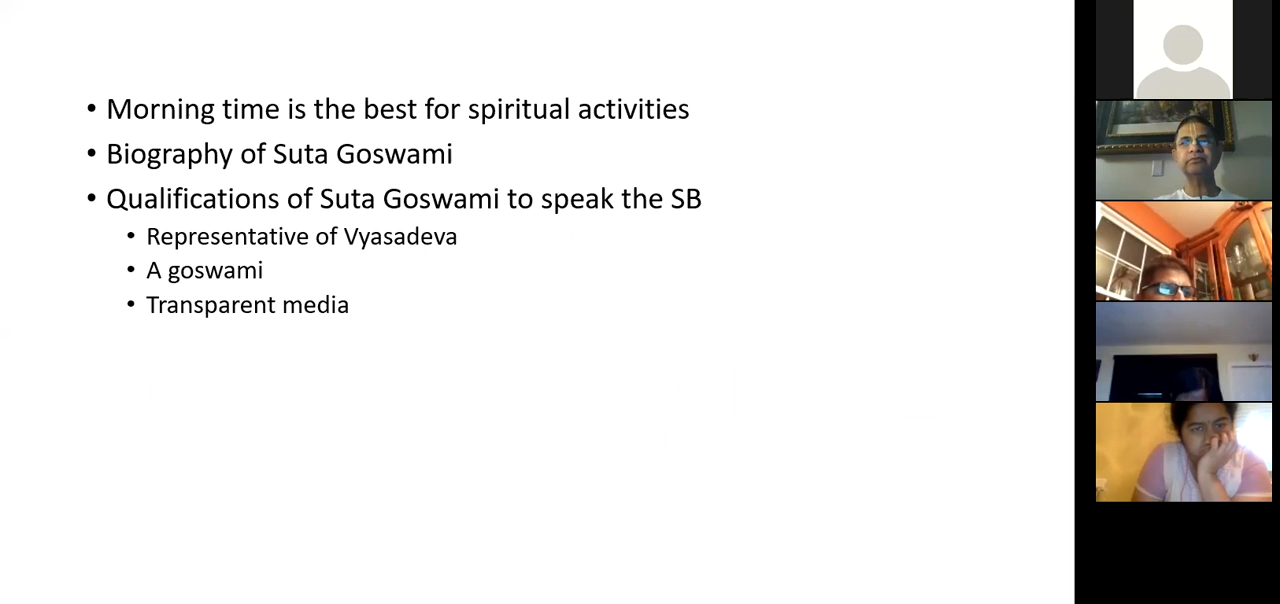 • Morning time is the best for spiritual activities
• Biography of Suta Goswami
• Qualifications of Suta Goswami to speak the SB
• Representative of Vyasadeva
• A goswami
• Transparent media